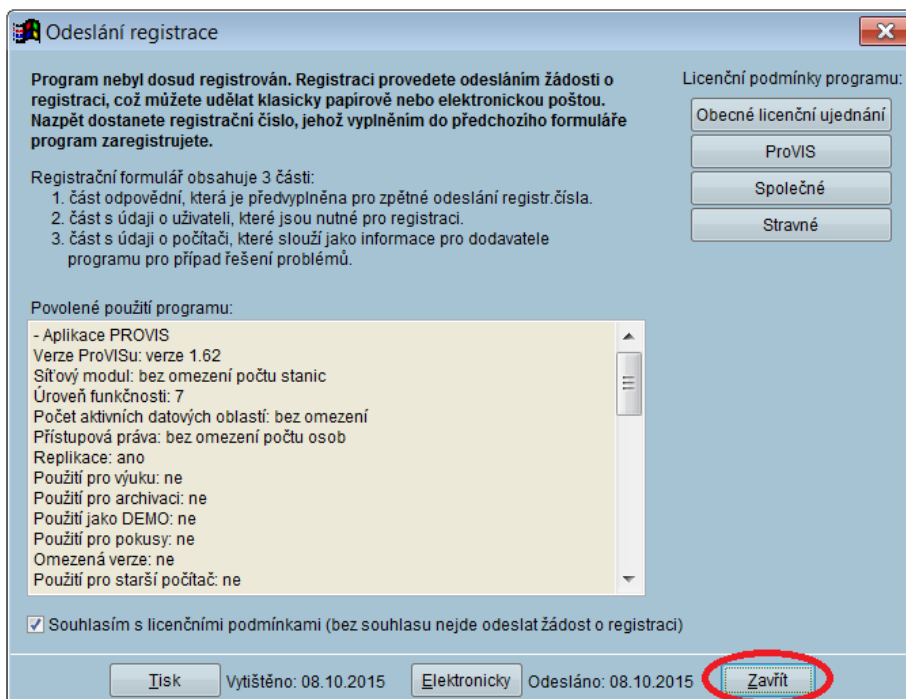 Odeslání registrace
Program nebyl dosud registrován. Registraci provedete odesláním žádosti o
registraci, což můžete udělat klasicky papírově nebo elektronickou poštou.
Nazpět dostanete registrační číslo, jehož vyplněním do předchozího formuláře
program zaregistrujete.
Registrační formulář obsahuje 3 části:
1. část odpovědní, která je předvyplněna pro zpětné odeslání registr.čísla.
2. část s údaji o uživateli, které jsou nutné pro registraci.
3. část s údaji o počítači, které slouží jako informace pro dodavatele
programu pro případ řešení problémů.
Licenční podmínky programu:
Obecné licenční ujednání
ProVIS
Společné
Stravné
Povolené použití programu:
- Aplikace PROVIS
Verze ProVISu: verze 1.62
Síťový modul: bez omezení počtu stanic
Úroveň funkčnosti: 7
Počet aktivních datových oblastí: bez omezení
Přístupová práva: bez omezení počtu osob
Replikace: ano
Použití pro výuku: ne
Použití pro archivaci: ne
Použití jako DEMO: ne
Použití pro pokusy: ne
Omezená verze: ne
Použití pro starší počítač: ne
Souhlasím s licenčními podmínkami (bez souhlasu nejde odeslat žádost o registraci)
Tisk Vytištěno: 08.10.2015 Elektronicky Odesláno: 08.10.2015 Zavřít